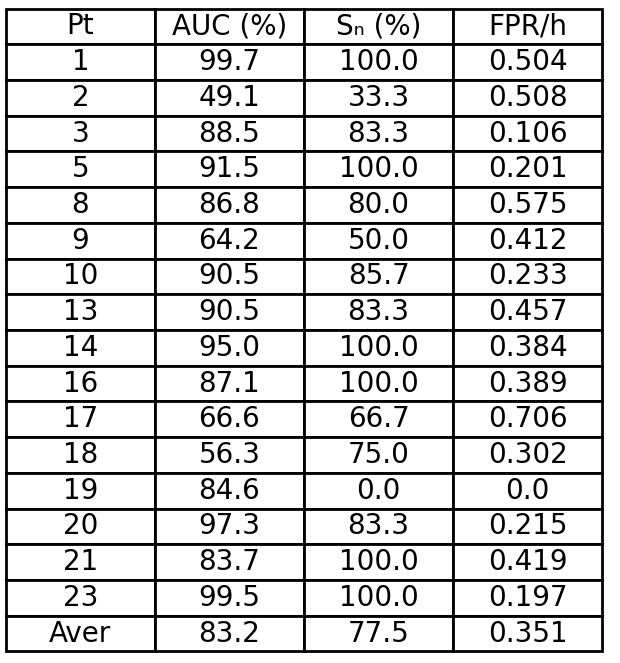 Pt AUC (%) Sₙ (%) FPR/h
1 99.7 100.0 0.504
2 49.1 33.3 0.508
3 88.5 83.3 0.106
5 91.5 100.0 0.201
8 86.8 80.0 0.575
9 64.2 50.0 0.412
10 90.5 85.7 0.233
13 90.5 83.3 0.457
14 95.0 100.0 0.384
16 87.1 100.0 0.389
17 66.6 66.7 0.706
18 56.3 75.0 0.302
19 84.6 0.0 0.0
20 97.3 83.3 0.215
21 83.7 100.0 0.419
23 99.5 100.0 0.197
Aver 83.2 77.5 0.351